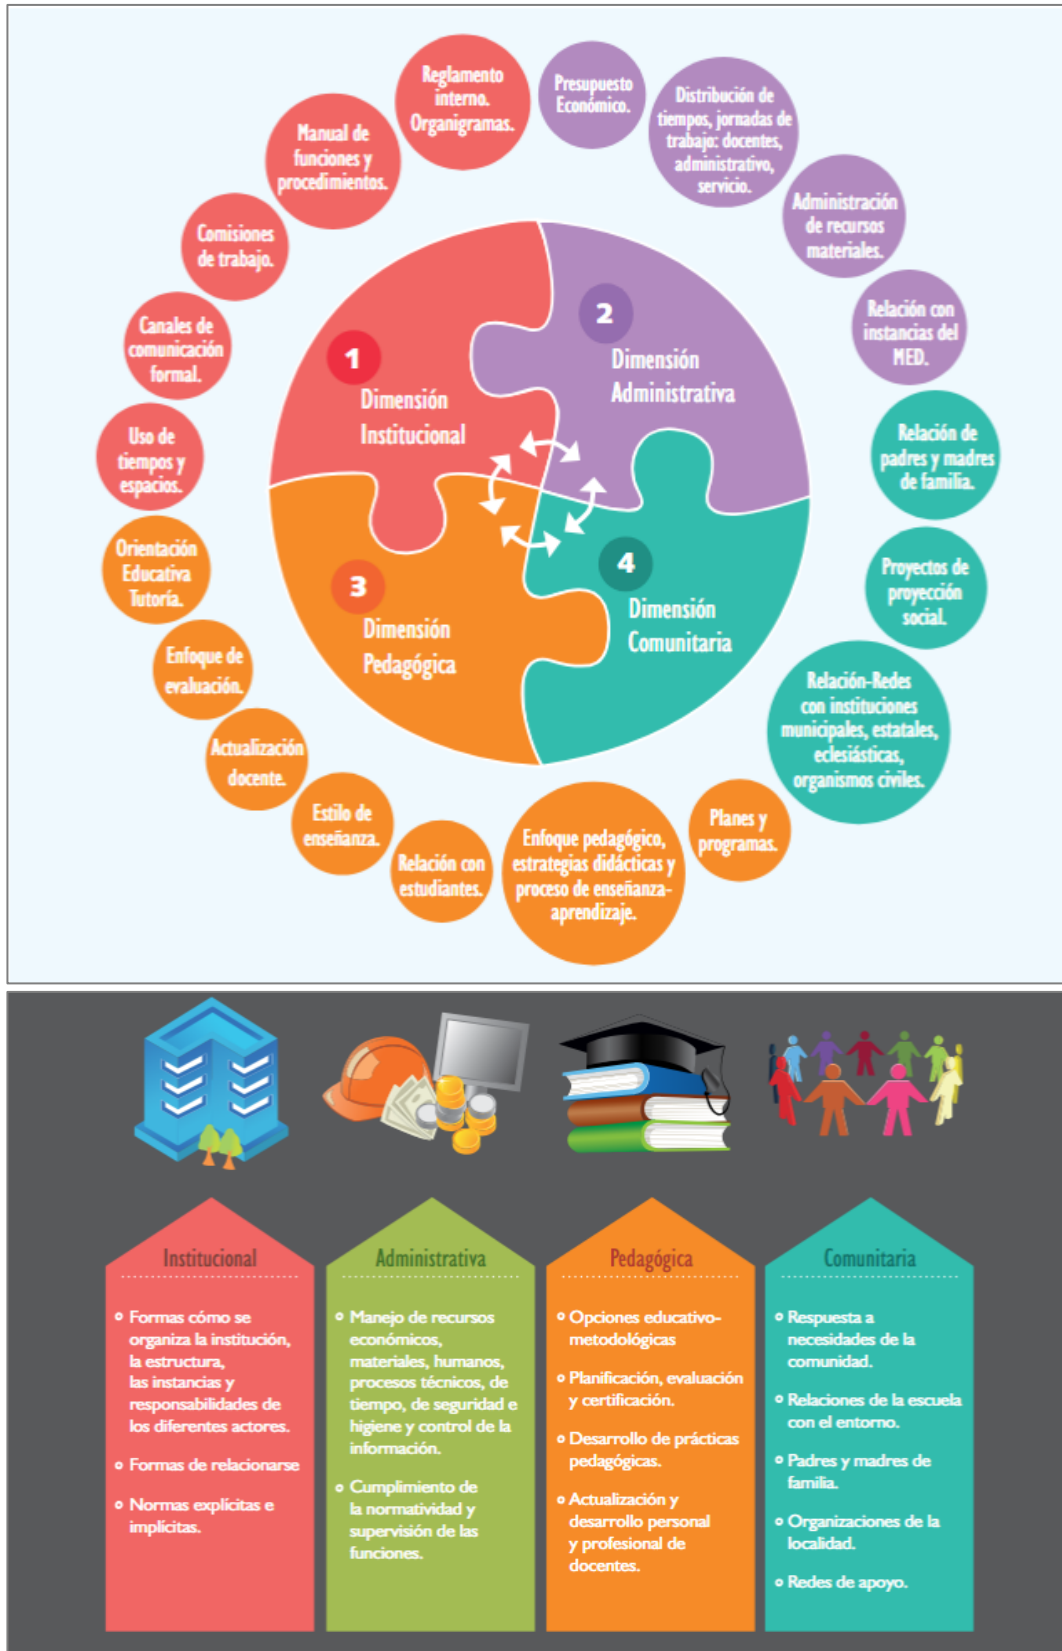 Reglamento
interno.
Organigramas.
Presupuesto
Económico.
Distribución de
tiempos, jornadas de
trabajo: docentes,
administrativo,
servicio.
Manual de
funciones y
procedimientos.
Administración
de recursos
materiales.
Comisiones
de trabajo.
Relación con
instancias del
MED.
Canales de
comunicación
formal.
1
Dimensión
Institucional
2
Dimensión
Administrativa
Uso de
tiempos y
espacios.
Relación de
padres y madres
de familia.
Orientación
Educativa
Tutoría.
3
Dimensión
Pedagógica
4
Dimensión
Comunitaria
Proyectos de
proyección
social.
Enfoque de
evaluación.
Relación-Redes
con instituciones
municipales, estatales,
eclesiásticas,
organismos civiles.
Actualización
docente.
Estilo de
enseñanza.
Relación con
estudiantes.
Enfoque pedagógico,
estrategias didácticas y
proceso de enseñanza-
aprendizaje.
Planes y
programas.
Institucional
Formas cómo se
organiza la institución,
la estructura,
las instancias y
responsabilidades de
los diferentes actores.
Formas de relacionarse
Normas explícitas e
implícitas.
Administrativa
Manejo de recursos
económicos,
materiales, humanos,
procesos técnicos, de
tiempo, de seguridad e
higiene y control de la
información.
Cumplimiento de
la normatividad y
supervisión de las
funciones.
Pedagógica
Opciones educativo-
metodológicas
Planificación, evaluación
y certificación.
Desarrollo de prácticas
pedagógicas.
Actualización y
desarrollo personal
y profesional de
docentes.
Comunitaria
Respuesta a
necesidades de la
comunidad.
Relaciones de la escuela
con el entorno.
Padres y madres de
familia.
Organizaciones de la
localidad.
Redes de apoyo.